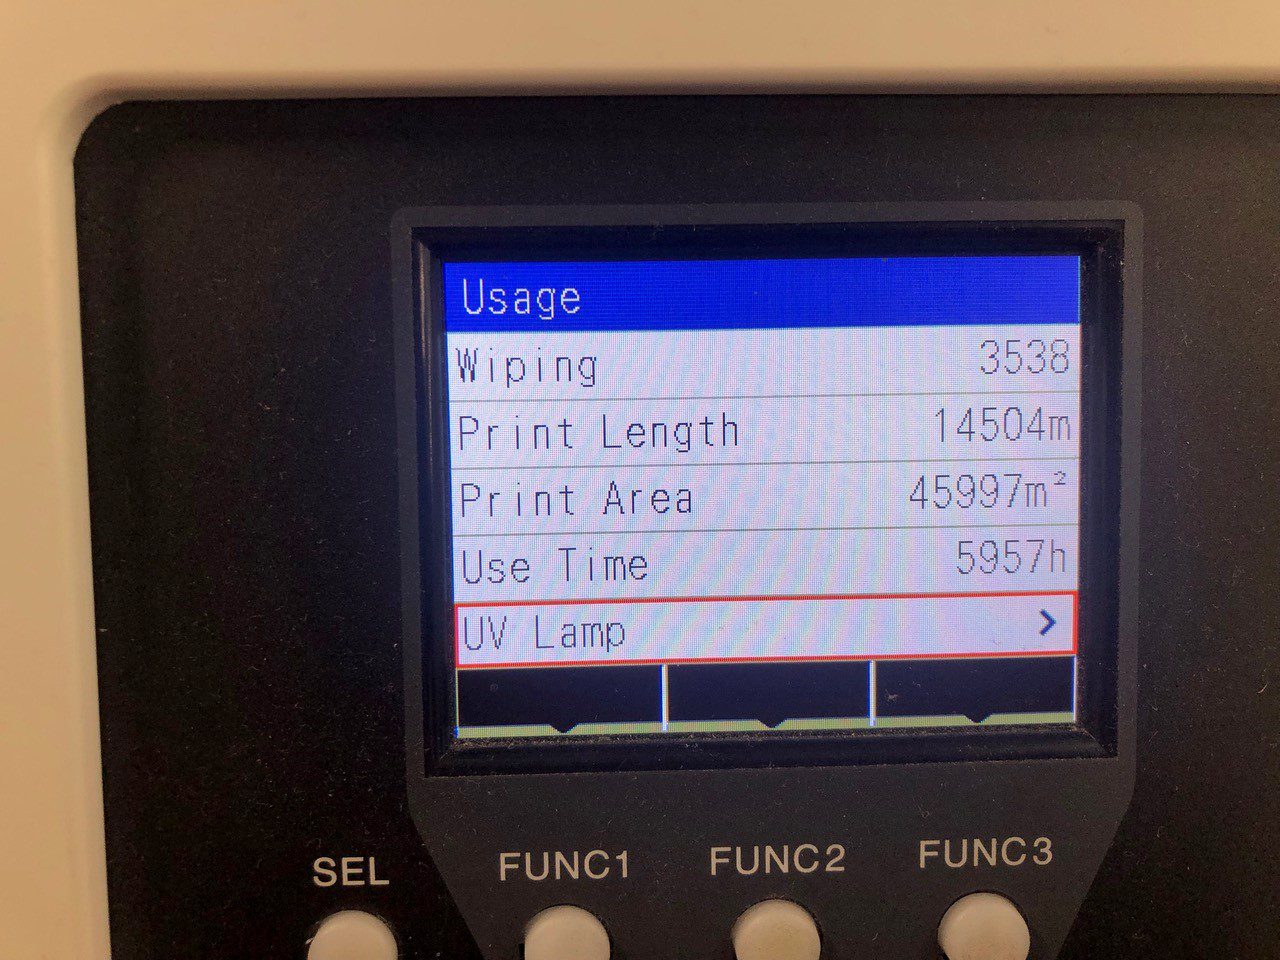 Usage
Wiping 3538
Print Length 14504m
Print Area 45997m²
Use Time 5957h
UV Lamp >
SEL FUNC1 FUNC2 FUNC3